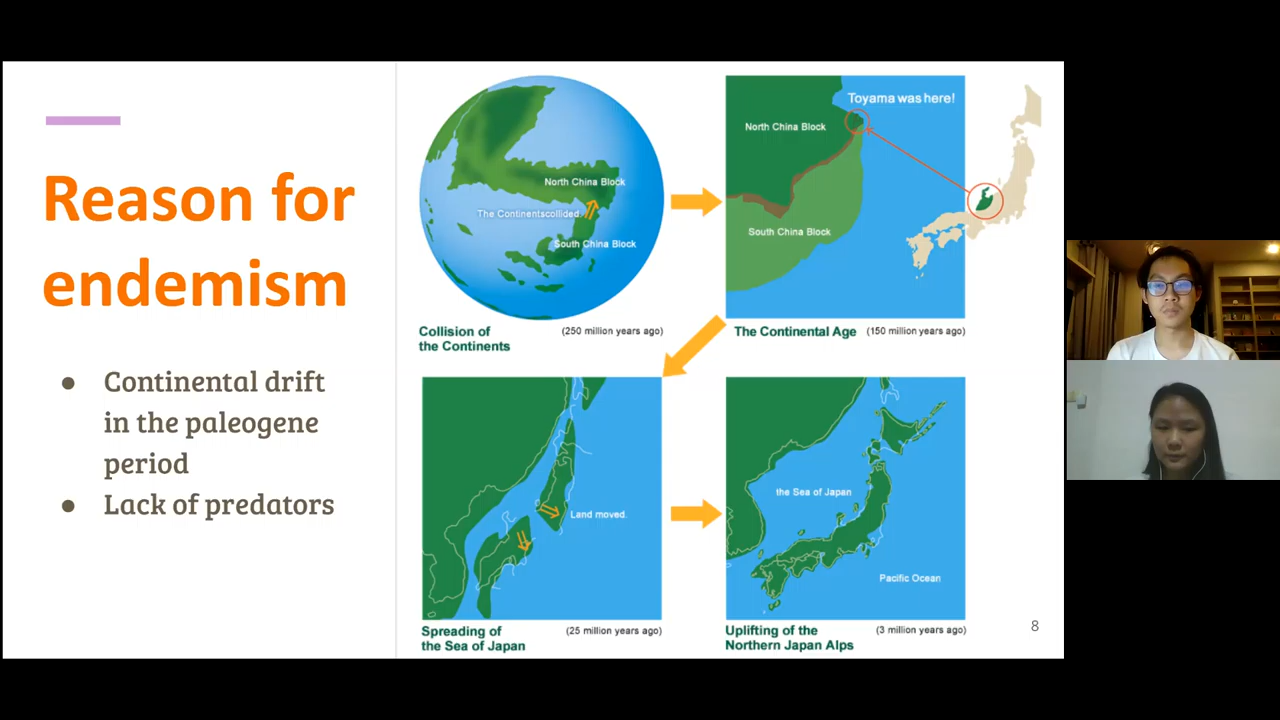 Reason for
endemism
● Continental drift
in the paleogene
period
● Lack of predators
North China Block
The Continentscollided.
South China Block
Collision of
the Continents
(250 million years ago)
Toyama was here!
North China Block
South China Block
The Continental Age
(150 million years ago)
Land moved.
Spreading of
the Sea of Japan
(25 million years ago)
the Sea of Japan
Pacific Ocean
Uplifting of the
Northern Japan Alps
(3 million years ago)
8